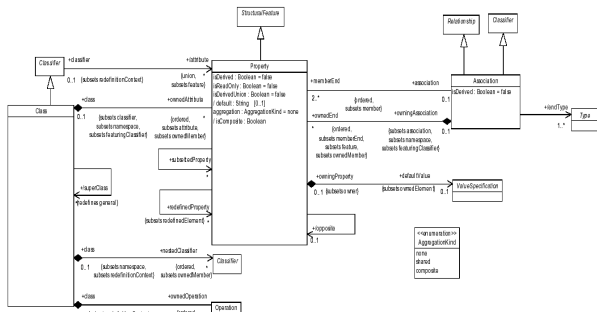 StructuralFeature
Relationship
Classifier
Classifier
+classifier
+/attribute
0..1
{subsets redefinitionContext}
{union,
subsets feature}
*
Property
isDerived : Boolean = false
isReadOnly : Boolean = false
isDerivedUnion : Boolean = false
/ default : String [0..1]
aggregation : AggregationKind = none
/ isComposite : Boolean
+memberEnd
+association
2..*
{ordered,
subsets member}
0..1
Association
isDerived : Boolean = false
+ownedEnd
+owningAssociation
*
{ordered,
subsets memberEnd,
subsets feature,
subsets ownedMember}
{subsets association,
subsets namespace,
subsets featuringClassifier}
0..1
+/endType
1..*
Type
Class
+class
+ownedAttribute
0..1
{subsets classifier,
subsets namespace,
subsets featuringClassifier}
{ordered,
subsets attribute,
subsets ownedMember}
*
+subsettedProperty
*
+/superClass
{redefines general}
+redefinedProperty
{subsets redefinedElement}
*
+owningProperty
+defaultValue
0..1
{subsets owner}
{subsets ownedElement}
0..1
ValueSpecification
+/opposite
0..1
<<enumeration>>
AggregationKind
none
shared
composite
+class
+nestedClassifier
0..1
{subsets namespace,
subsets redefinitionContext}
{ordered,
subsets ownedMember}
*
Classifier
+class
+ownedOperation
0..1
Operation